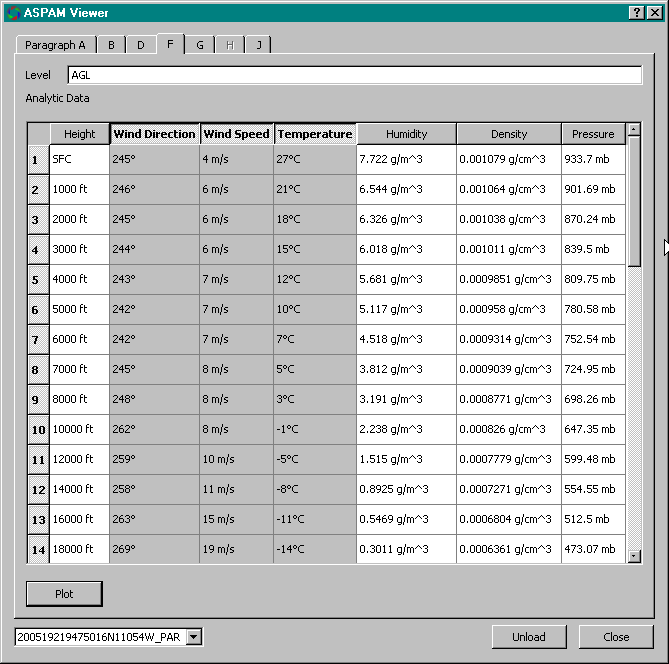 ASPAM Viewer
Paragraph A B D F G H J
Level AGL
Analytic Data
Height Wind Direction Wind Speed Temperature Humidity Density Pressure
1 SFC 245° 4 m/s 27°C 7.722 g/m^3 0.001079 g/cm^3 933.7 mb
2 1000 ft 246° 6 m/s 21°C 6.544 g/m^3 0.001064 g/cm^3 901.69 mb
3 2000 ft 245° 6 m/s 18°C 6.326 g/m^3 0.001038 g/cm^3 870.24 mb
4 3000 ft 244° 6 m/s 15°C 6.018 g/m^3 0.001011 g/cm^3 839.5 mb
5 4000 ft 243° 7 m/s 12°C 5.681 g/m^3 0.0009851 g/cm^3 809.75 mb
6 5000 ft 242° 7 m/s 10°C 5.117 g/m^3 0.000958 g/cm^3 780.58 mb
7 6000 ft 242° 7 m/s 7°C 4.518 g/m^3 0.0009314 g/cm^3 752.54 mb
8 7000 ft 245° 8 m/s 5°C 3.812 g/m^3 0.0009039 g/cm^3 724.95 mb
9 8000 ft 248° 8 m/s 3°C 3.191 g/m^3 0.0008771 g/cm^3 698.26 mb
10 10000 ft 262° 8 m/s -1°C 2.238 g/m^3 0.000826 g/cm^3 647.35 mb
11 12000 ft 259° 10 m/s -5°C 1.515 g/m^3 0.0007779 g/cm^3 599.48 mb
12 14000 ft 258° 11 m/s -8°C 0.8925 g/m^3 0.0007271 g/cm^3 554.55 mb
13 16000 ft 263° 15 m/s -11°C 0.5469 g/m^3 0.0006804 g/cm^3 512.5 mb
14 18000 ft 269° 19 m/s -14°C 0.3011 g/m^3 0.0006361 g/cm^3 473.07 mb
Plot
200519219475016N11054W_PAR Unload Close